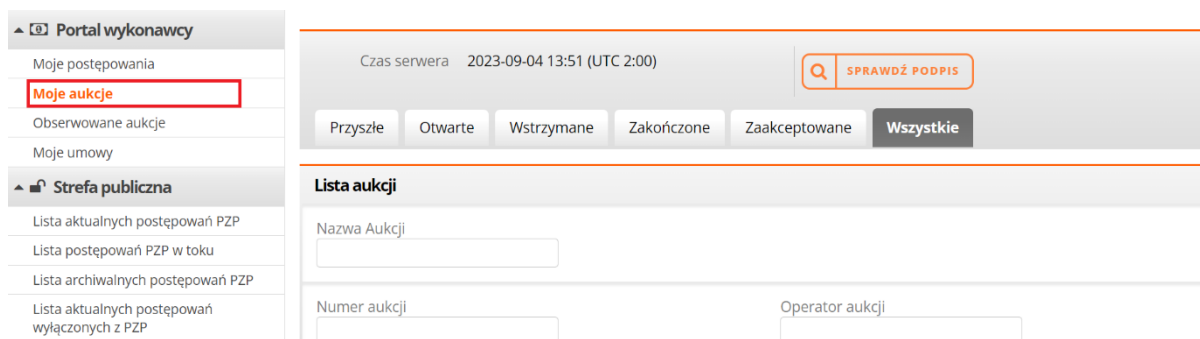 Portal wykonawcy
Moje postępowania
Moje aukcje
Obserwowane aukcje
Moje umowy
Strefa publiczna
Lista aktualnych postępowań PZP
Lista postępowań PZP w toku
Lista archiwalnych postępowań PZP
Lista aktualnych postępowań
wyłączonych z PZP
Czas serwera 2023-09-04 13:51 (UTC 2:00)
SPRAWDŹ PODPIS
Przyszłe Otwarte Wstrzymane Zakończone Zaakceptowane Wszystkie
Lista aukcji
Nazwa Aukcji
Numer aukcji Operator aukcji